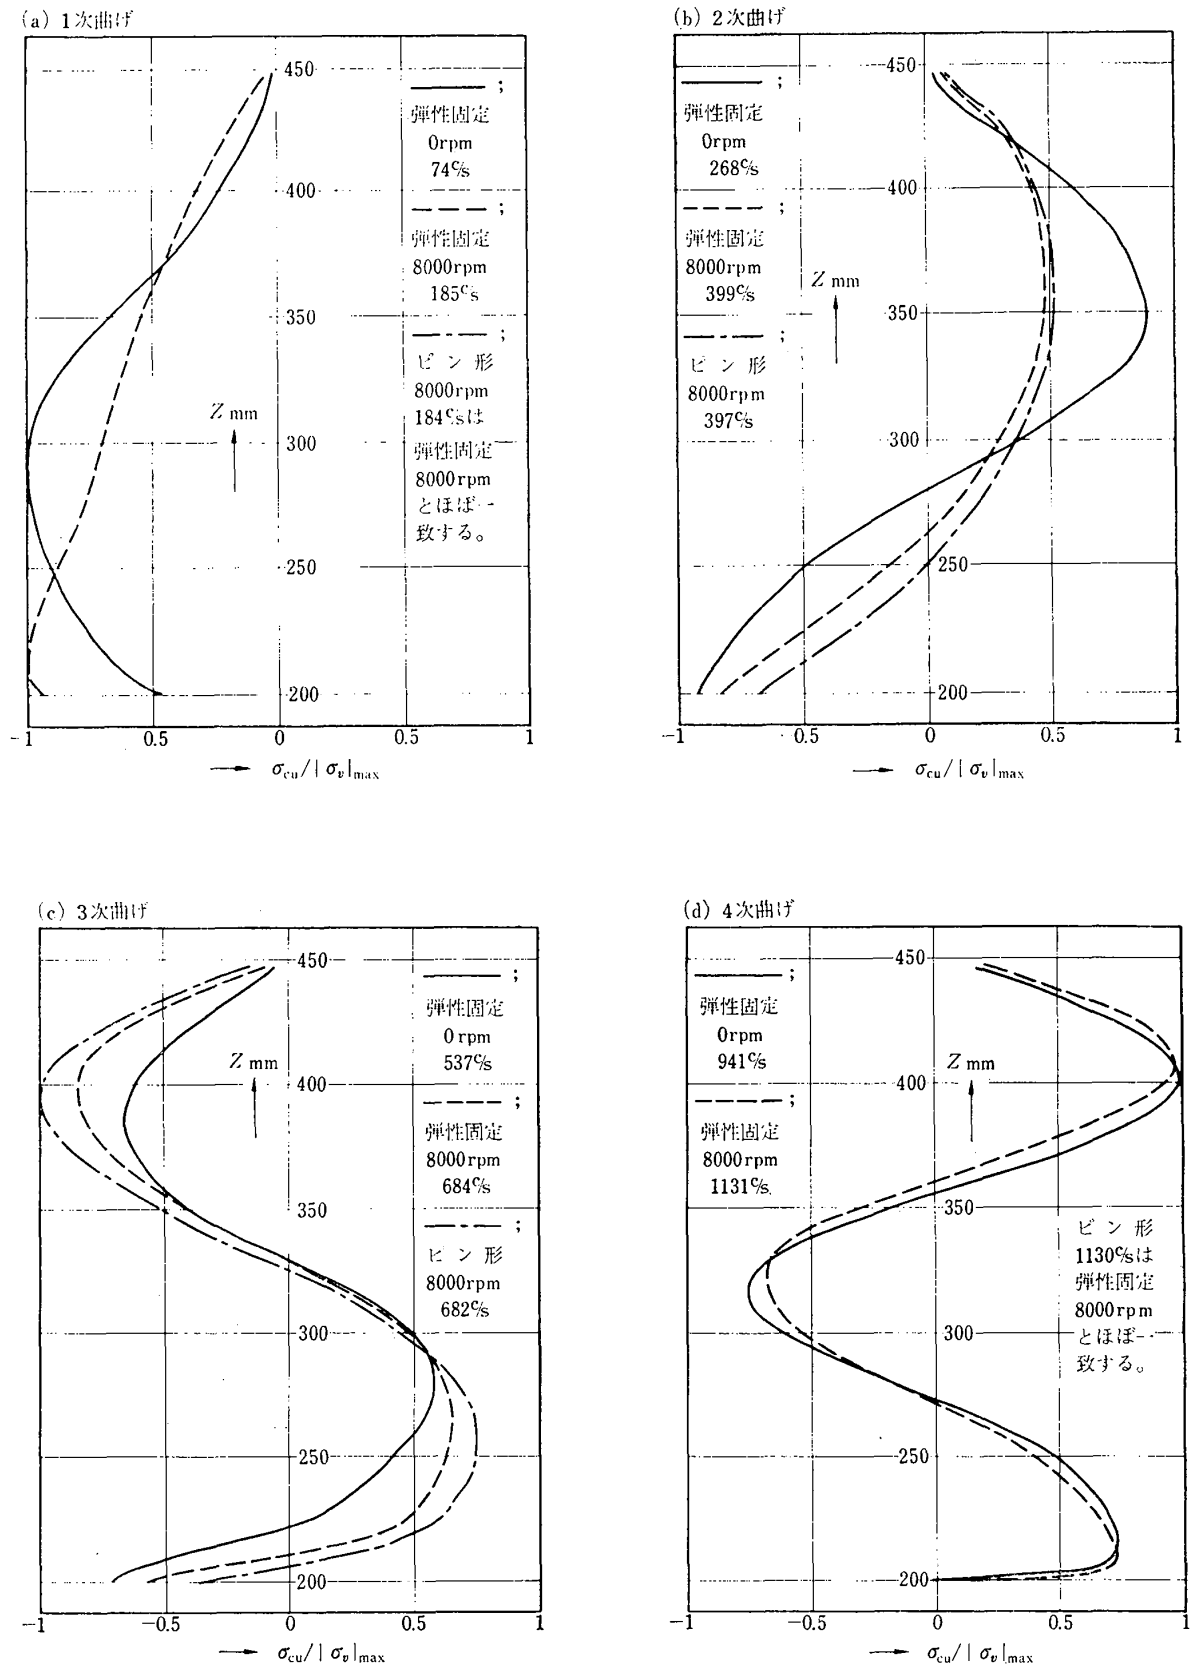 (a) 1次曲げ
450
400
350
300
250
200
Z mm
;
弾性固定
0rpm
74c/s
;
弾性固定
8000rpm
185c/s
;
ピン形
8000rpm
184c/sは
弾性固定
8000rpm
とほぼ一
致する。
-1 0.5 0 0.5 1
→ σcu/|σv|max
(b) 2次曲げ
450
400
350
300
250
200
Z mm
;
弾性固定
0rpm
268c/s
;
弾性固定
8000rpm
399c/s
;
ピン形
8000rpm
397c/s
-1 -0.5 0 0.5 1
→ σcu/|σv|max
(c) 3次曲げ
450
400
350
300
250
200
Z mm
;
弾性固定
0rpm
537c/s
;
弾性固定
8000rpm
684c/s
;
ピン形
8000rpm
682c/s
-1 -0.5 0 0.5 1
→ σcu/|σv|max
(d) 4次曲げ
450
400
350
300
250
200
Z mm
;
弾性固定
0rpm
941c/s
;
弾性固定
8000rpm
1131c/s
ピン形
1130c/sは
弾性固定
8000rpm
とほぼ一
致する。
-1 -0.5 0 0.5 1
→ σcu/|σv|max